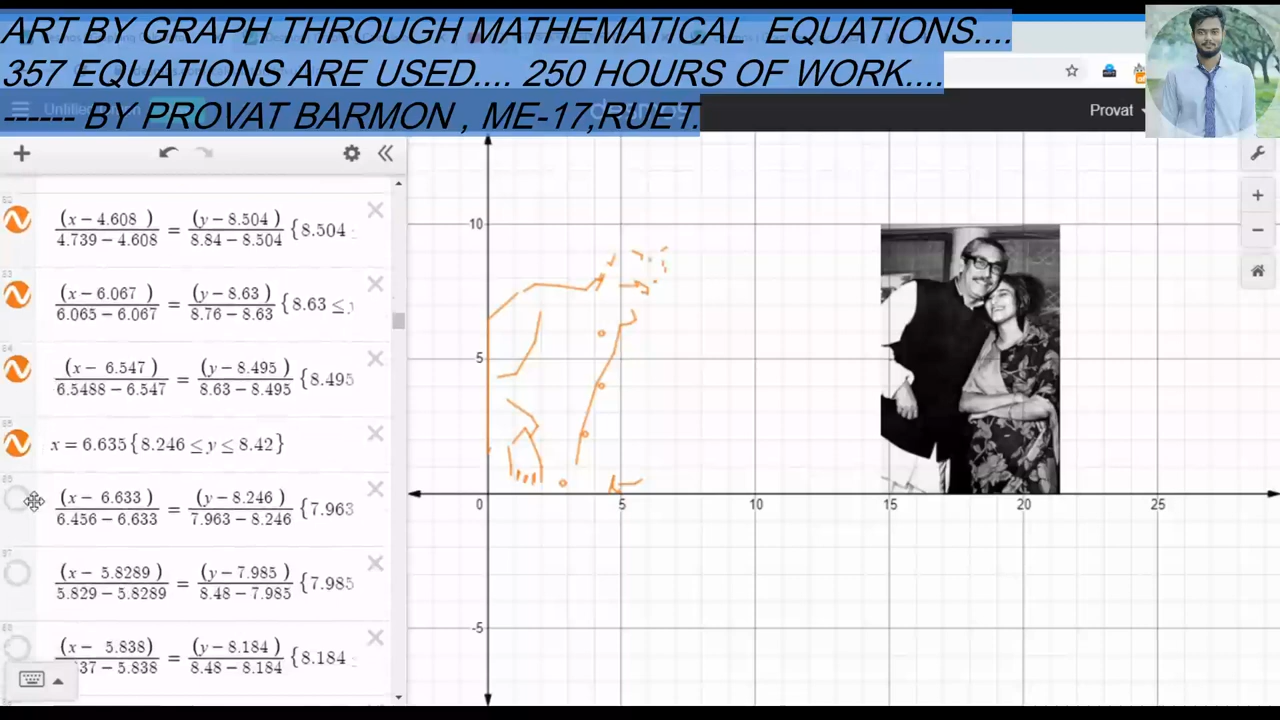 ART BY GRAPH THROUGH MATHEMATICAL EQUATIONS....
357 EQUATIONS ARE USED.... 250 HOURS OF WORK....
------ BY PROVAT BARMON , ME-17,RUET.
Provat
(x − 4.608 ) / 4.739 − 4.608 = (y − 8.504) / 8.84 − 8.504 {8.504
(x − 6.067 ) / 6.065 − 6.067 = (y − 8.63) / 8.76 − 8.63 {8.63 ≤
(x − 6.547) / 6.5488 − 6.547 = (y − 8.495) / 8.63 − 8.495 {8.495
x = 6.635{8.246 ≤ y ≤ 8.42}
(x − 6.633) / 6.456 − 6.633 = (y − 8.246) / 7.963 − 8.246 {7.963
(x − 5.8289) / 5.829 − 5.8289 = (y − 7.985) / 8.48 − 7.985 {7.985
(x − 5.838) / 37 − 5.838 = (y − 8.184) / 8.48 − 8.184 {8.184
10
5
0 5 10 15 20 25
-5